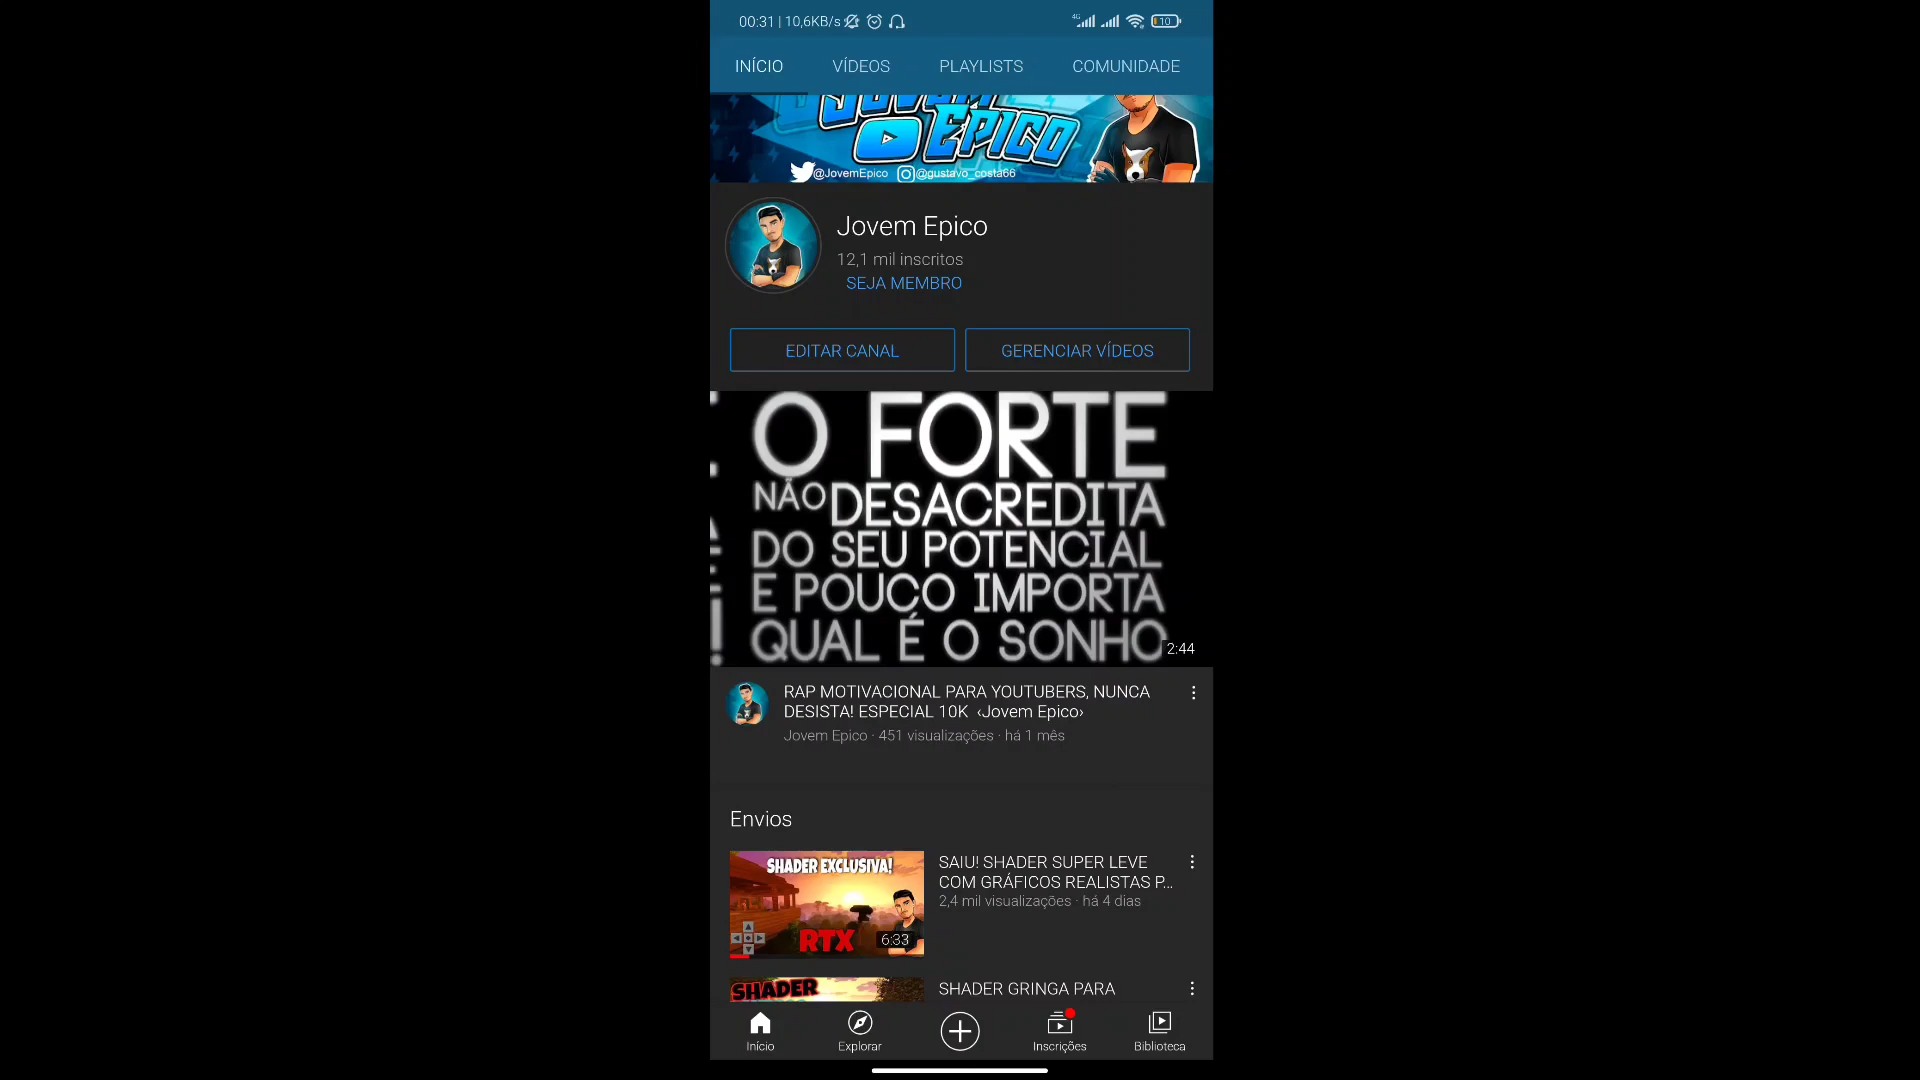 00:31 | 10,6KB/s
4G
10
INÍCIO VÍDEOS PLAYLISTS COMUNIDADE
JOVEM
EPICO
@JovemEpico @gustavo_costa66
Jovem Epico
12,1 mil inscritos
SEJA MEMBRO
EDITAR CANAL GERENCIAR VÍDEOS
O FORTE
NÃO DESACREDITA
DO SEU POTENCIAL
E POUCO IMPORTA
QUAL É O SONHO
2:44
RAP MOTIVACIONAL PARA YOUTUBERS, NUNCA
DESISTA! ESPECIAL 10K ‹Jovem Epico›
Jovem Epico · 451 visualizações · há 1 mês
Envios
SHADER EXCLUSIVA!
RTX
6:33
SAIU! SHADER SUPER LEVE
COM GRÁFICOS REALISTAS P...
2,4 mil visualizações · há 4 dias
SHADER
SHADER GRINGA PARA
Início Explorar Inscrições Biblioteca